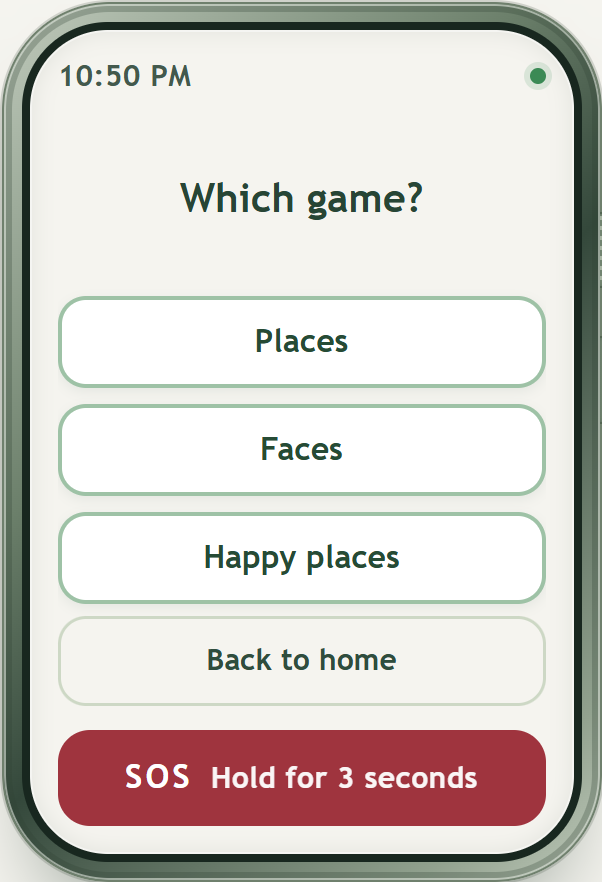 10:50 PM
Which game?
Places
Faces
Happy places
Back to home
SOS Hold for 3 seconds